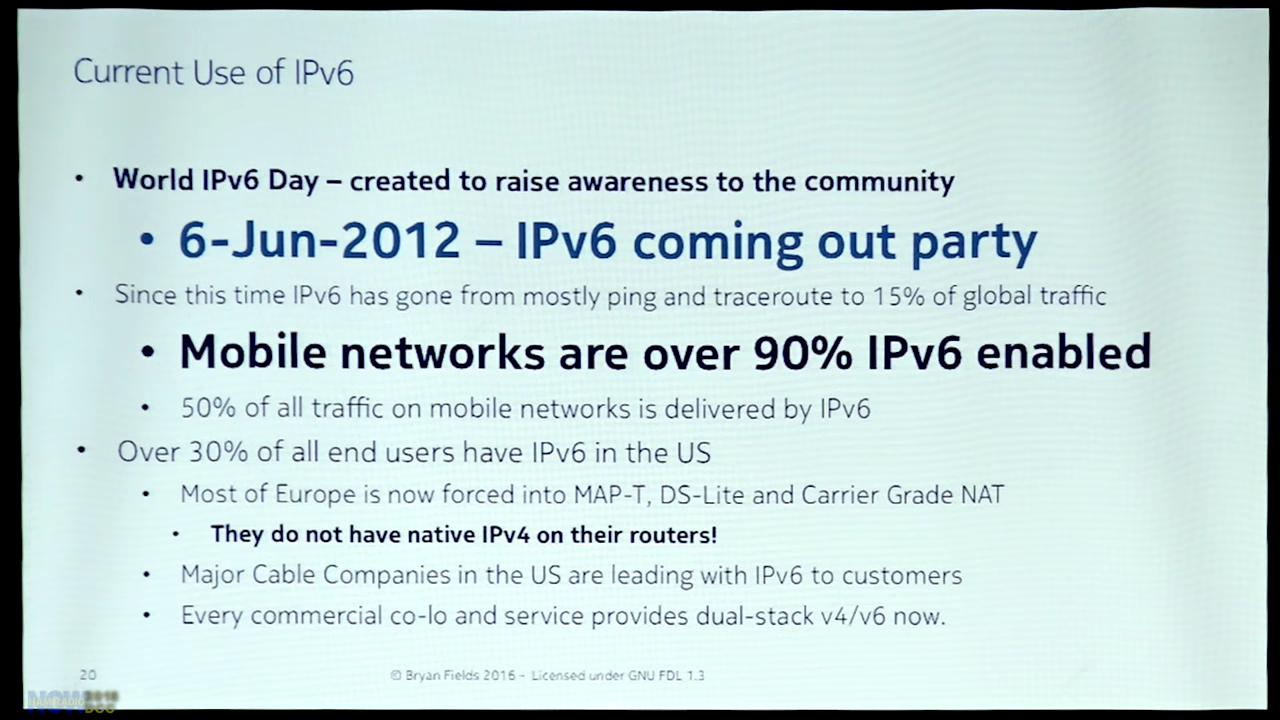 Current Use of IPv6
• World IPv6 Day – created to raise awareness to the community
• 6-Jun-2012 – IPv6 coming out party
• Since this time IPv6 has gone from mostly ping and traceroute to 15% of global traffic
• Mobile networks are over 90% IPv6 enabled
• 50% of all traffic on mobile networks is delivered by IPv6
• Over 30% of all end users have IPv6 in the US
• Most of Europe is now forced into MAP-T, DS-Lite and Carrier Grade NAT
• They do not have native IPv4 on their routers!
• Major Cable Companies in the US are leading with IPv6 to customers
• Every commercial co-lo and service provides dual-stack v4/v6 now.
20
© Bryan Fields 2016 – Licensed under GNU FDL 1.3